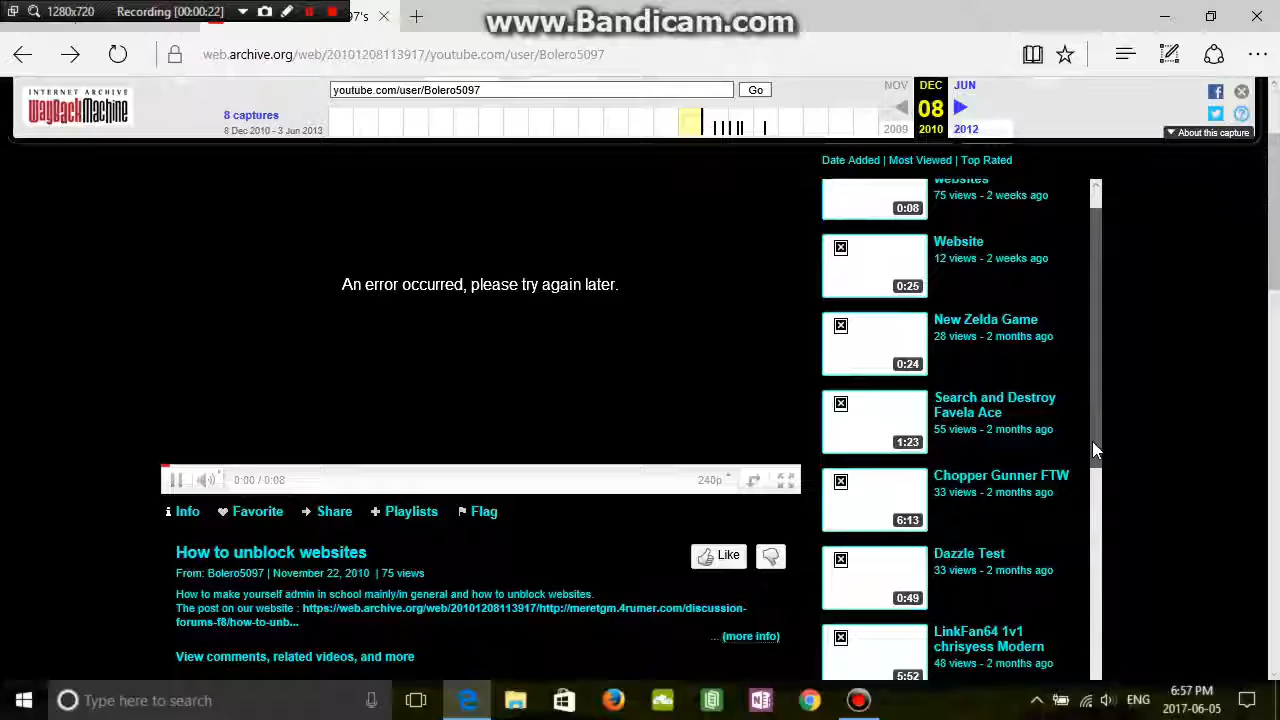 1280x720 Recording [00:00:22]
www.Bandicam.com
web.archive.org/web/20101208113917/youtube.com/user/Bolero5097
INTERNET ARCHIVE
WayBackMachine
youtube.com/user/Bolero5097 Go
8 captures
8 Dec 2010 - 3 Jun 2013
NOV DEC JUN
08
2009 2010 2012
About this capture
Date Added | Most Viewed | Top Rated
Websites
75 views - 2 weeks ago
0:08
Website
12 views - 2 weeks ago
0:25
New Zelda Game
28 views - 2 months ago
0:24
Search and Destroy
Favela Ace
55 views - 2 months ago
1:23
Chopper Gunner FTW
33 views - 2 months ago
6:13
Dazzle Test
33 views - 2 months ago
0:49
LinkFan64 1v1
chrisyess Modern
48 views - 2 months ago
5:52
An error occurred, please try again later.
0:00 / 0:08 240p
Info Favorite Share Playlists Flag
How to unblock websites
Like
From: Bolero5097 | November 22, 2010 | 75 views
How to make yourself admin in school mainly/in general and how to unblock websites.
The post on our website : https://web.archive.org/web/20101208113917/http://meretgm.4rumer.com/discussion-
forums-f8/how-to-unb...
... (more info)
View comments, related videos, and more
Type here to search
ENG
6:57 PM
2017-06-05